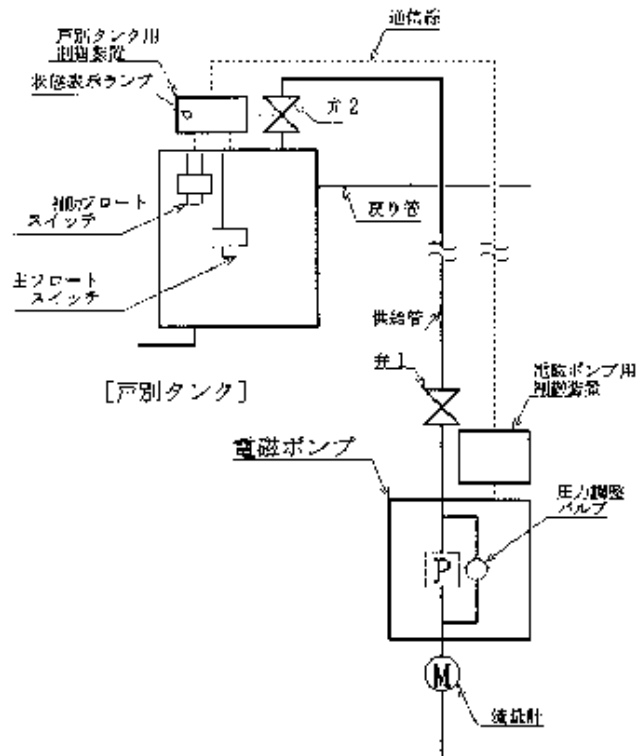 通信線
戸別タンク用
制御装置
状態表示ランプ
弁2
補助フロート
スイッチ
戻り管
主フロート
スイッチ
供給管
弁1
[戸別タンク]
電磁ポンプ用
制御装置
電磁ポンプ
圧力調整
バルブ
P
M
流量計